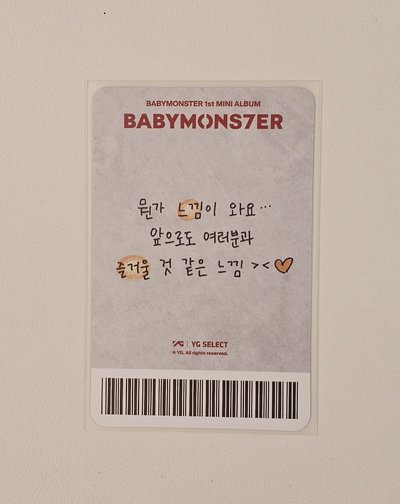 BABYMONSTER 1st MINI ALBUM
BABYMONS7ER
뭔가 느낌이 와요…
앞으로도 여러분과
즐거울 것 같은 느낌 ><♡
YG | YG SELECT
© YG. All rights reserved.